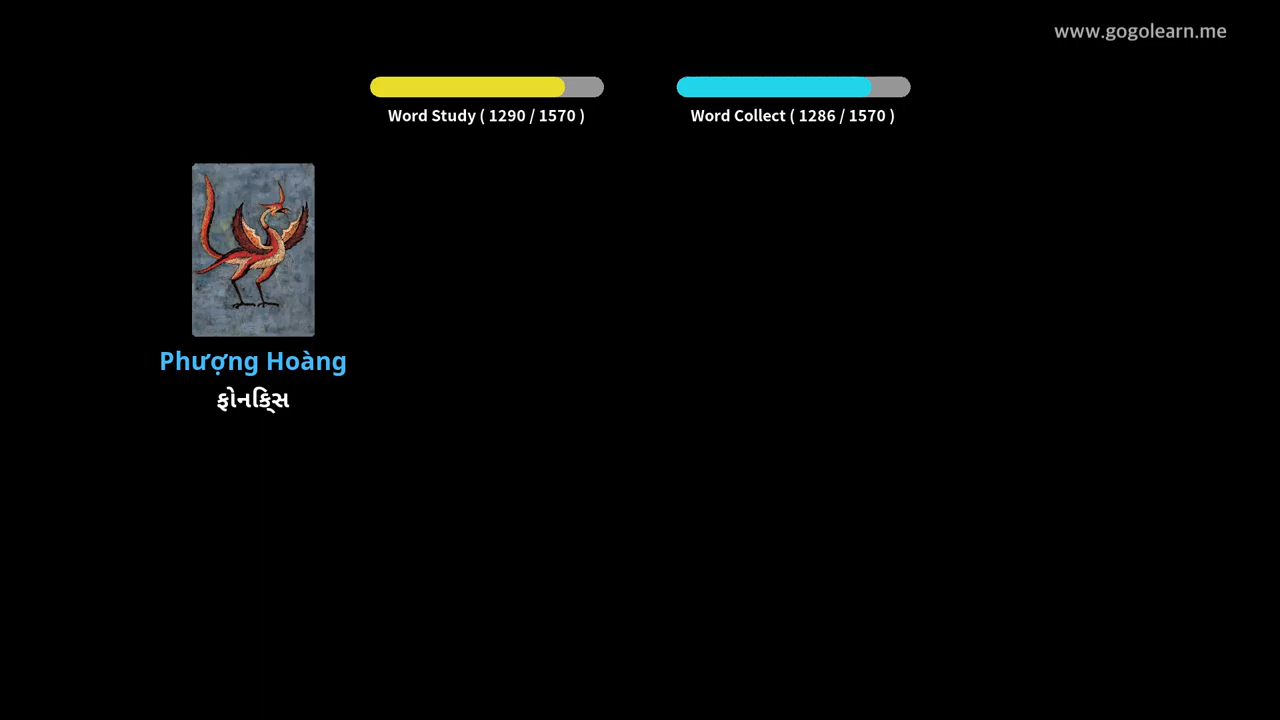 www.gogolearn.me
Word Study ( 1290 / 1570 )
Word Collect ( 1286 / 1570 )
Phượng Hoàng
ફોનક્સિ